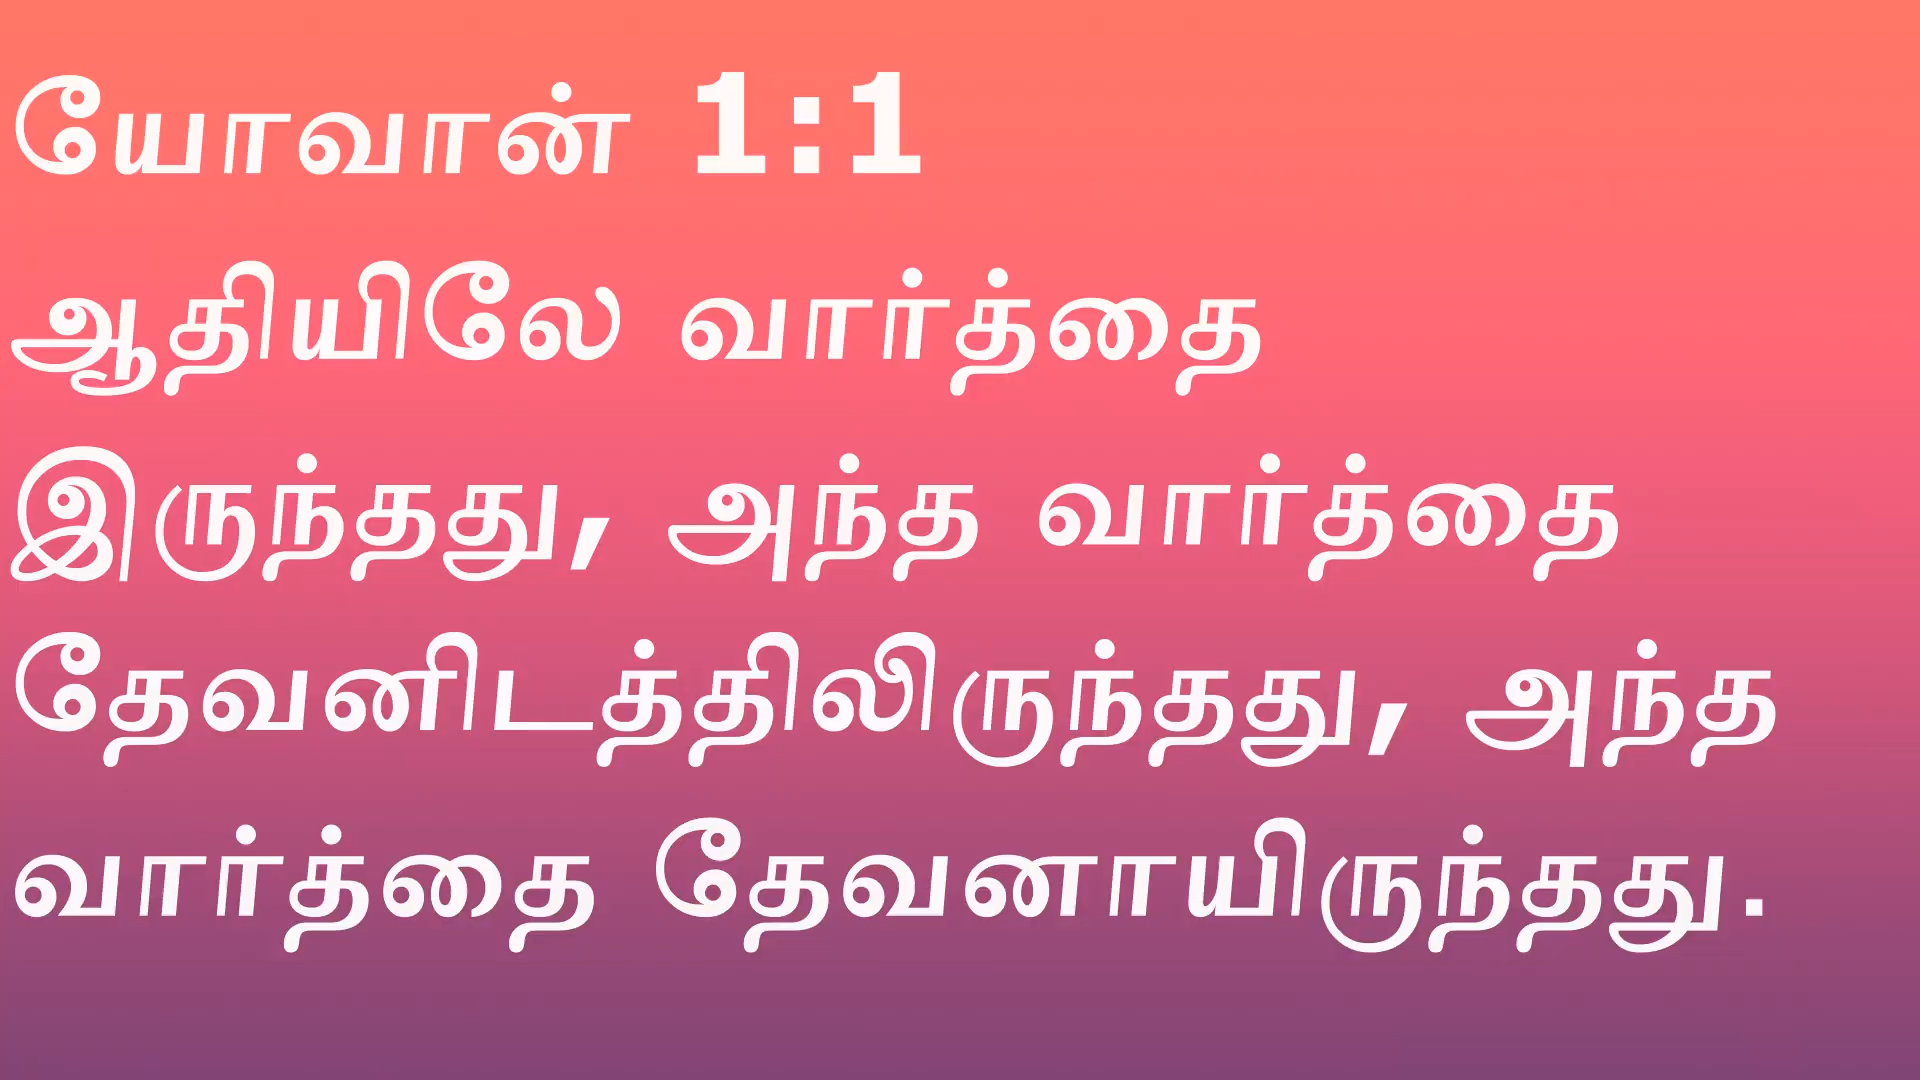 யோவான் 1:1
ஆதியிலே வார்த்தை
இருந்தது, அந்த வார்த்தை
தேவனிடத்திலிருந்தது, அந்த
வார்த்தை தேவனாயிருந்தது.